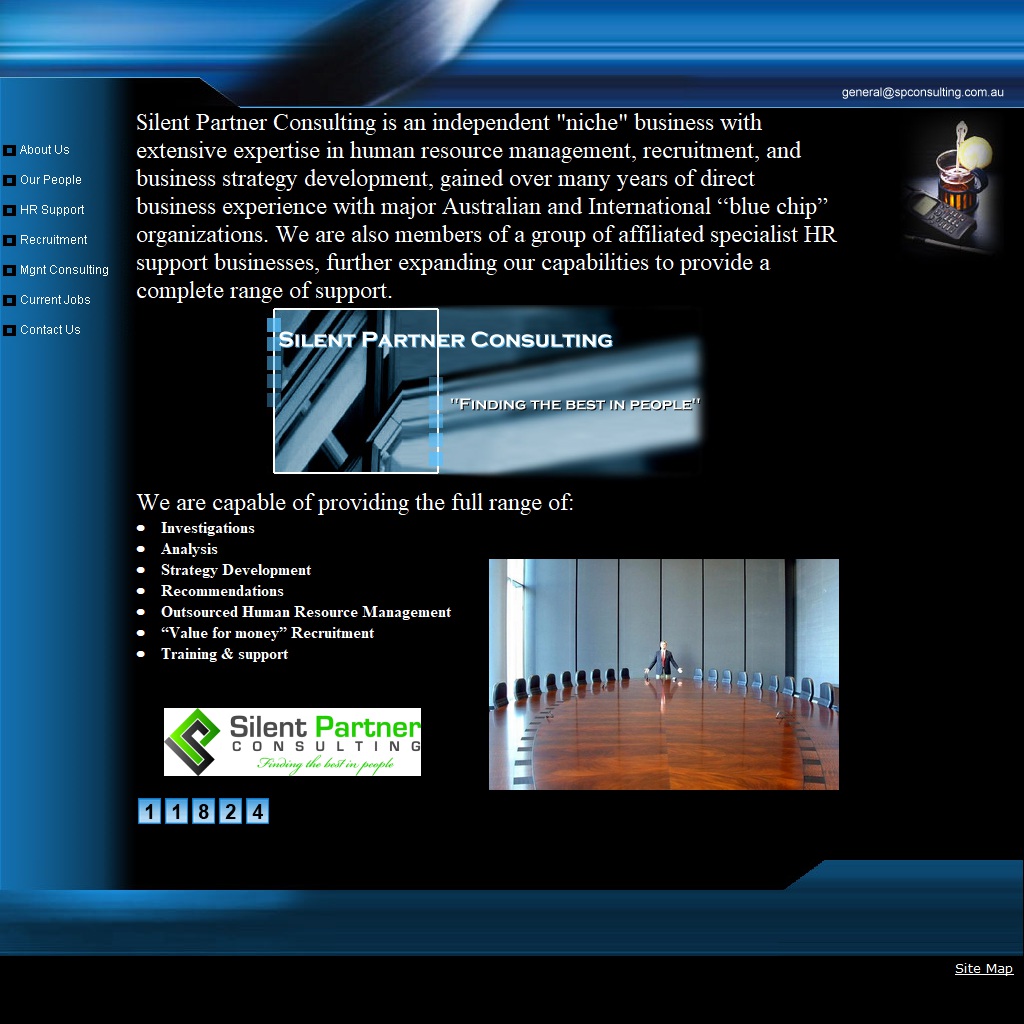 general@spconsulting.com.au
About Us
Our People
HR Support
Recruitment
Mgnt Consulting
Current Jobs
Contact Us
Silent Partner Consulting is an independent "niche" business with
extensive expertise in human resource management, recruitment, and
business strategy development, gained over many years of direct
business experience with major Australian and International “blue chip”
organizations. We are also members of a group of affiliated specialist HR
support businesses, further expanding our capabilities to provide a
complete range of support.
Silent Partner Consulting
"Finding the best in people"
We are capable of providing the full range of:
• Investigations
• Analysis
• Strategy Development
• Recommendations
• Outsourced Human Resource Management
• “Value for money” Recruitment
• Training & support
Silent Partner
CONSULTING
Finding the best in people
11824
Site Map